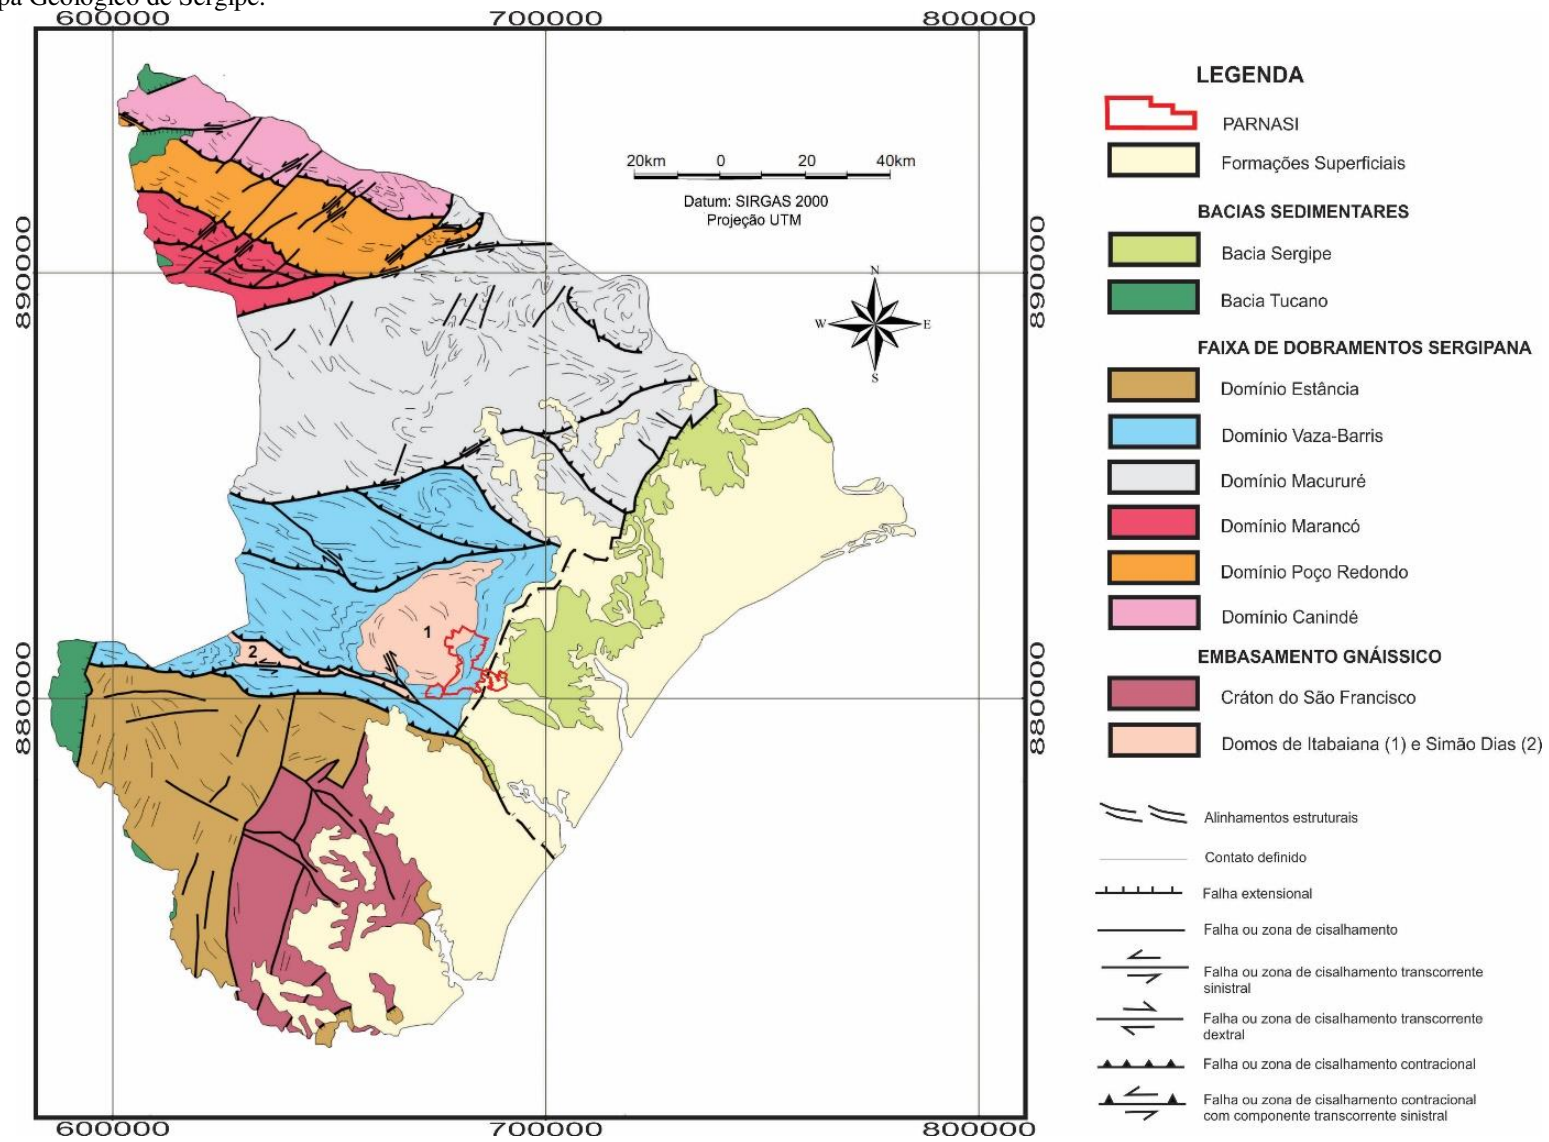 pa Geológico de Sergipe.
600000 700000 800000
890000
880000
20km 0 20 40km
Datum: SIRGAS 2000
Projeção UTM
N
W E
S
890000
880000
1
2
600000 700000 800000
LEGENDA
PARNASI
Formações Superficiais
BACIAS SEDIMENTARES
Bacia Sergipe
Bacia Tucano
FAIXA DE DOBRAMENTOS SERGIPANA
Domínio Estância
Domínio Vaza-Barris
Domínio Macururé
Domínio Marancó
Domínio Poço Redondo
Domínio Canindé
EMBASAMENTO GNÁISSICO
Cráton do São Francisco
Domos de Itabaiana (1) e Simão Dias (2)
Alinhamentos estruturais
Contato definido
Falha extensional
Falha ou zona de cisalhamento
Falha ou zona de cisalhamento transcorrente
sinistral
Falha ou zona de cisalhamento transcorrente
dextral
Falha ou zona de cisalhamento contracional
Falha ou zona de cisalhamento contracional
com componente transcorrente sinistral